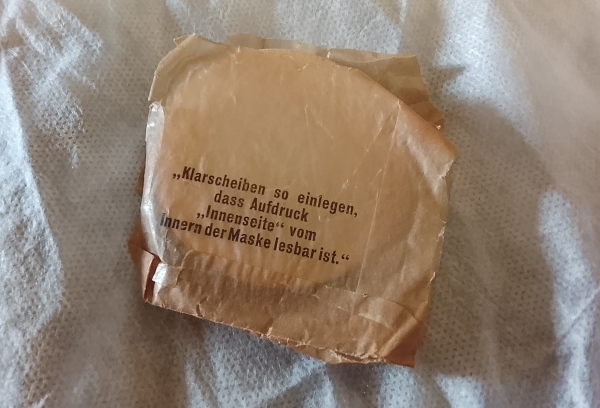 „Klarscheiben so einlegen,
dass Aufdruck
„Innenseite“ vom
Innern der Maske lesbar ist.“